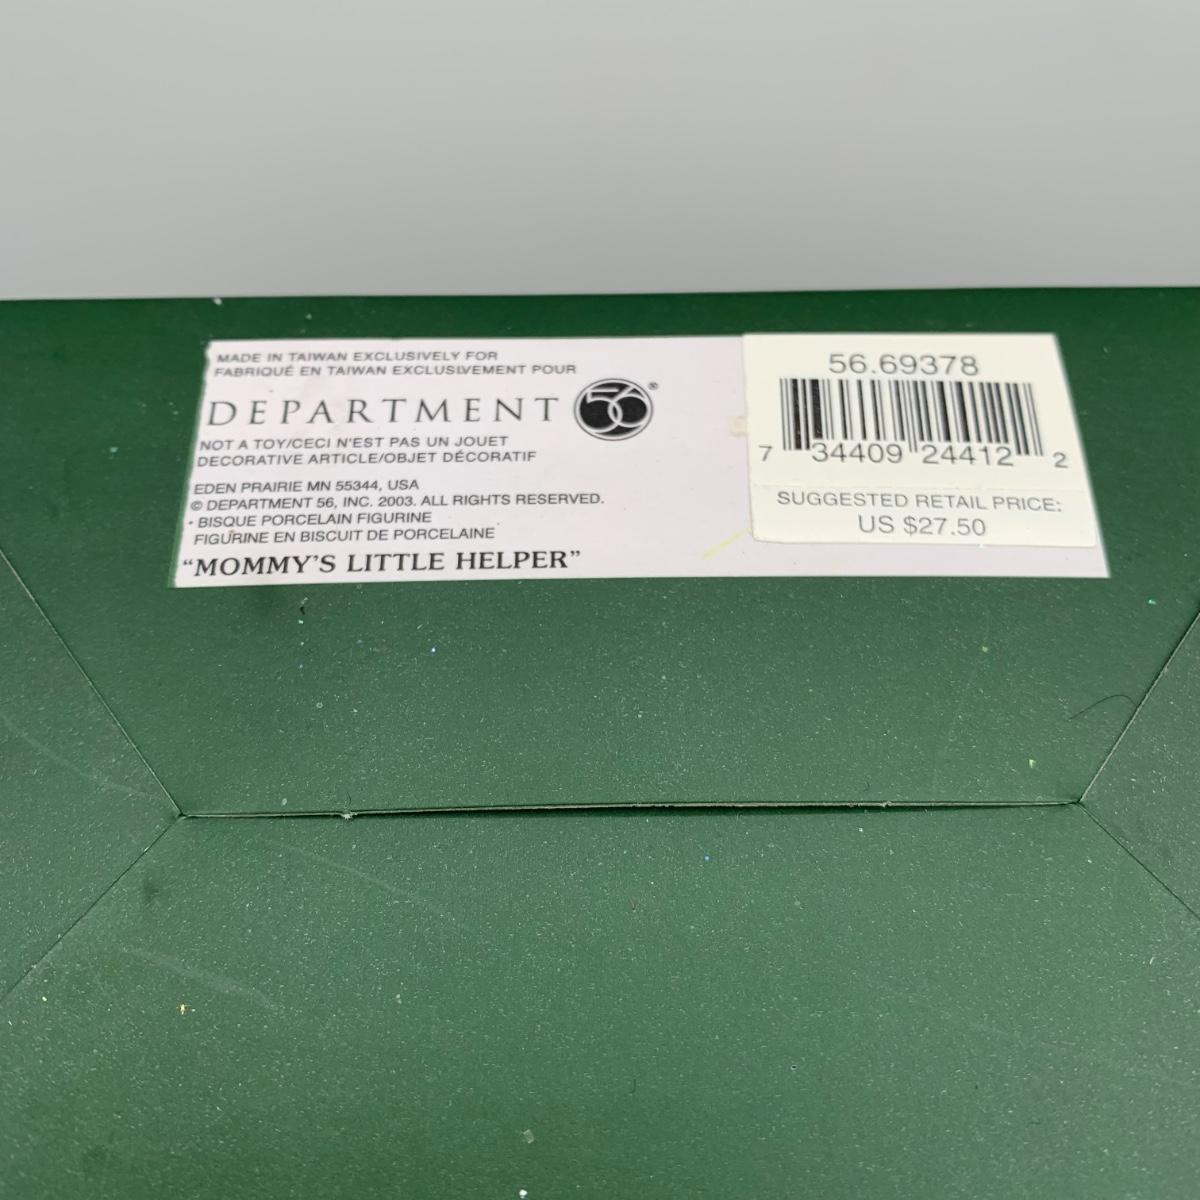 MADE IN TAIWAN EXCLUSIVELY FOR
FABRIQUÉ EN TAIWAN EXCLUSIVEMENT POUR
DEPARTMENT 56®
NOT A TOY/CECI N'EST PAS UN JOUET
DECORATIVE ARTICLE/OBJET DÉCORATIF
EDEN PRAIRIE MN 55344, USA
© DEPARTMENT 56, INC. 2003. ALL RIGHTS RESERVED.
• BISQUE PORCELAIN FIGURINE
FIGURINE EN BISCUIT DE PORCELAINE
“MOMMY’S LITTLE HELPER”
56.69378
7 34409 24412 2
SUGGESTED RETAIL PRICE:
US $27.50